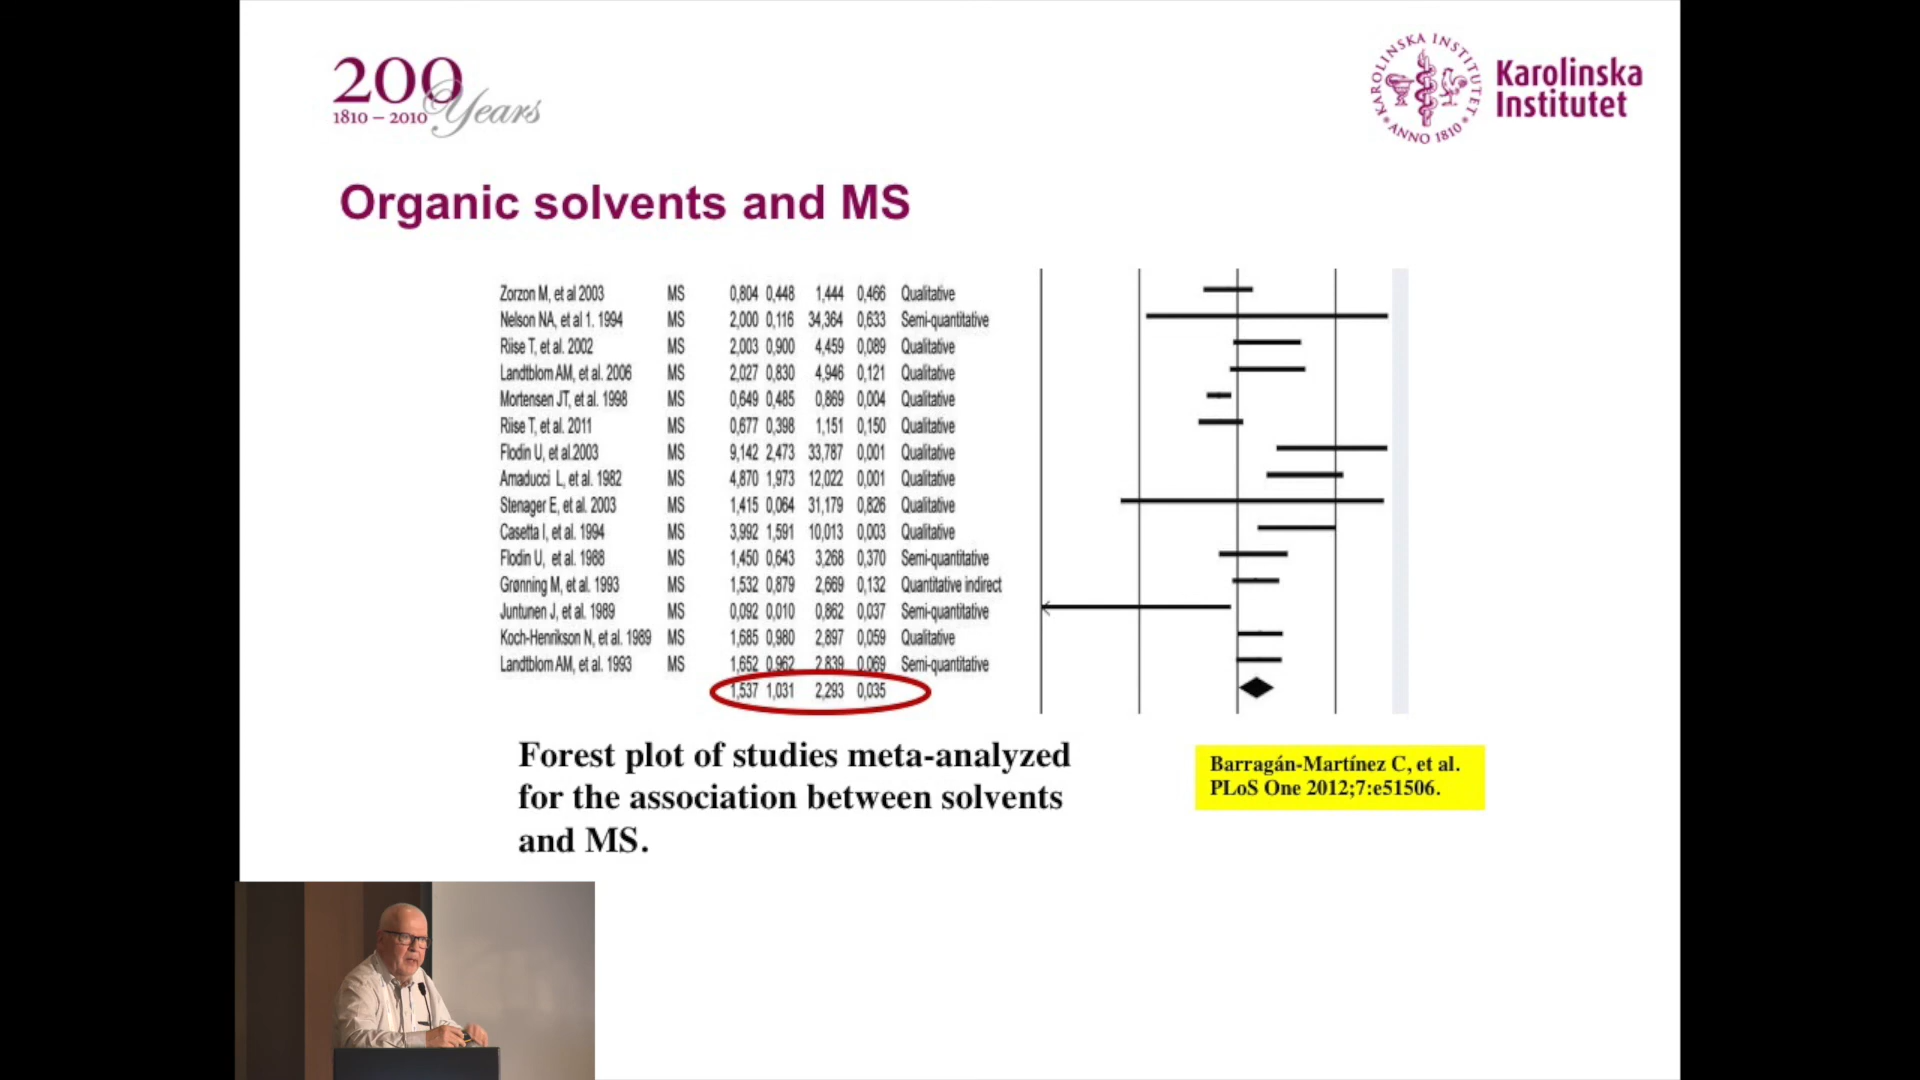 200 Years
1810 – 2010
KAROLINSKA INSTITUTET
ANNO 1810
Karolinska
Institutet
Organic solvents and MS
Zorzon M, et al 2003 MS 0,804 0,448 1,444 0,466 Qualitative
Nelson NA, et al 1. 1994 MS 2,000 0,116 34,364 0,633 Semi-quantitative
Riise T, et al. 2002 MS 2,003 0,900 4,459 0,089 Qualitative
Landtblom AM, et al. 2006 MS 2,027 0,830 4,946 0,121 Qualitative
Mortensen JT, et al. 1998 MS 0,649 0,485 0,869 0,004 Qualitative
Riise T, et al. 2011 MS 0,677 0,398 1,151 0,150 Qualitative
Flodin U, et al.2003 MS 9,142 2,473 33,787 0,001 Qualitative
Amaducci L, et al. 1982 MS 4,870 1,973 12,022 0,001 Qualitative
Stenager E, et al. 2003 MS 1,415 0,064 31,179 0,826 Qualitative
Casetta I, et al. 1994 MS 3,992 1,591 10,013 0,003 Qualitative
Flodin U, et al. 1988 MS 1,450 0,643 3,268 0,370 Semi-quantitative
Grønning M, et al. 1993 MS 1,532 0,879 2,669 0,132 Quantitative indirect
Juntunen J, et al. 1989 MS 0,092 0,010 0,862 0,037 Semi-quantitative
Koch-Henrikson N, et al. 1989 MS 1,685 0,980 2,897 0,059 Qualitative
Landtblom AM, et al. 1993 MS 1,652 0,962 2,839 0,069 Semi-quantitative
1,537 1,031 2,293 0,035
Forest plot of studies meta-analyzed
for the association between solvents
and MS.
Barragán-Martínez C, et al.
PLoS One 2012;7:e51506.